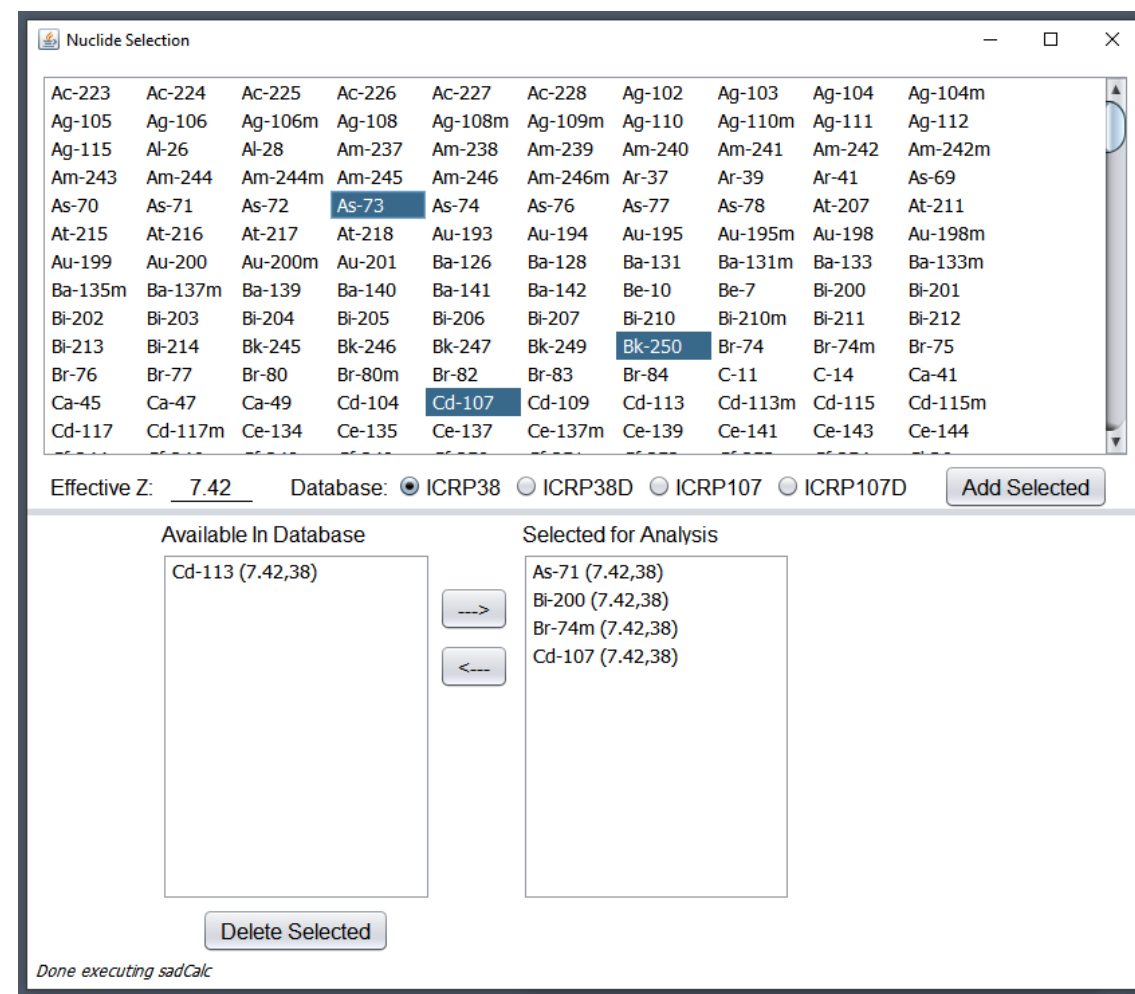 Nuclide Selection
Ac-223 Ac-224 Ac-225 Ac-226 Ac-227 Ac-228 Ag-102 Ag-103 Ag-104 Ag-104m
Ag-105 Ag-106 Ag-106m Ag-108 Ag-108m Ag-109m Ag-110 Ag-110m Ag-111 Ag-112
Ag-115 Al-26 Al-28 Am-237 Am-238 Am-239 Am-240 Am-241 Am-242 Am-242m
Am-243 Am-244 Am-244m Am-245 Am-246 Am-246m Ar-37 Ar-39 Ar-41 As-69
As-70 As-71 As-72 As-73 As-74 As-76 As-77 As-78 At-207 At-211
At-215 At-216 At-217 At-218 Au-193 Au-194 Au-195 Au-195m Au-198 Au-198m
Au-199 Au-200 Au-200m Au-201 Ba-126 Ba-128 Ba-131 Ba-131m Ba-133 Ba-133m
Ba-135m Ba-137m Ba-139 Ba-140 Ba-141 Ba-142 Be-10 Be-7 Bi-200 Bi-201
Bi-202 Bi-203 Bi-204 Bi-205 Bi-206 Bi-207 Bi-210 Bi-210m Bi-211 Bi-212
Bi-213 Bi-214 Bk-245 Bk-246 Bk-247 Bk-249 Bk-250 Br-74 Br-74m Br-75
Br-76 Br-77 Br-80 Br-80m Br-82 Br-83 Br-84 C-11 C-14 Ca-41
Ca-45 Ca-47 Ca-49 Cd-104 Cd-107 Cd-109 Cd-113 Cd-113m Cd-115 Cd-115m
Cd-117 Cd-117m Ce-134 Ce-135 Ce-137 Ce-137m Ce-139 Ce-141 Ce-143 Ce-144
Effective Z: 7.42 Database: ICRP38 ICRP38D ICRP107 ICRP107D Add Selected
Available In Database Selected for Analysis
Cd-113 (7.42,38) As-71 (7.42,38)
---> Bi-200 (7.42,38)
Br-74m (7.42,38)
<--- Cd-107 (7.42,38)
Delete Selected
Done executing sadCalc